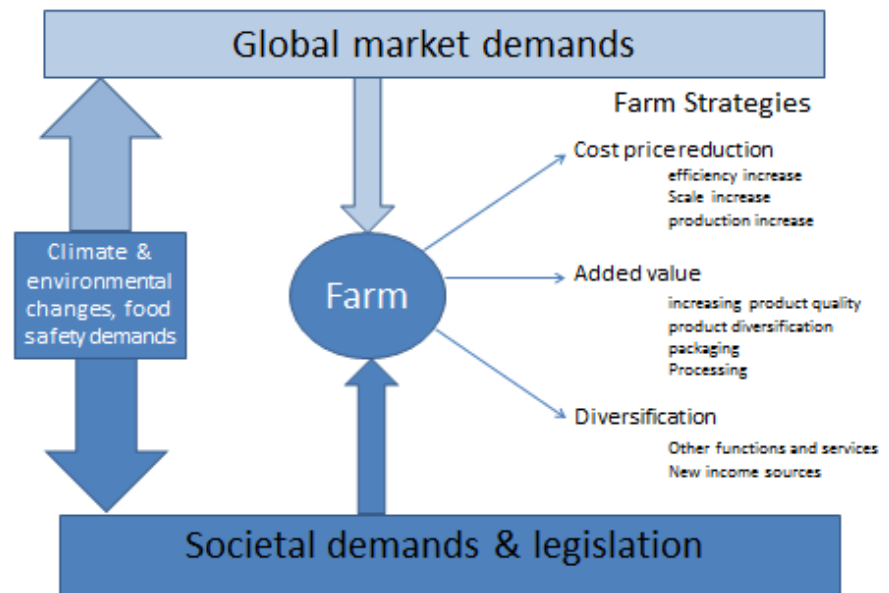 Global market demands
Farm Strategies
Cost price reduction
efficiency increase
Scale increase
production increase
Climate &
environmental
changes, food
safety demands
Farm
Added value
increasing product quality
product diversification
packaging
Processing
Diversification
Other functions and services
New income sources
Societal demands & legislation